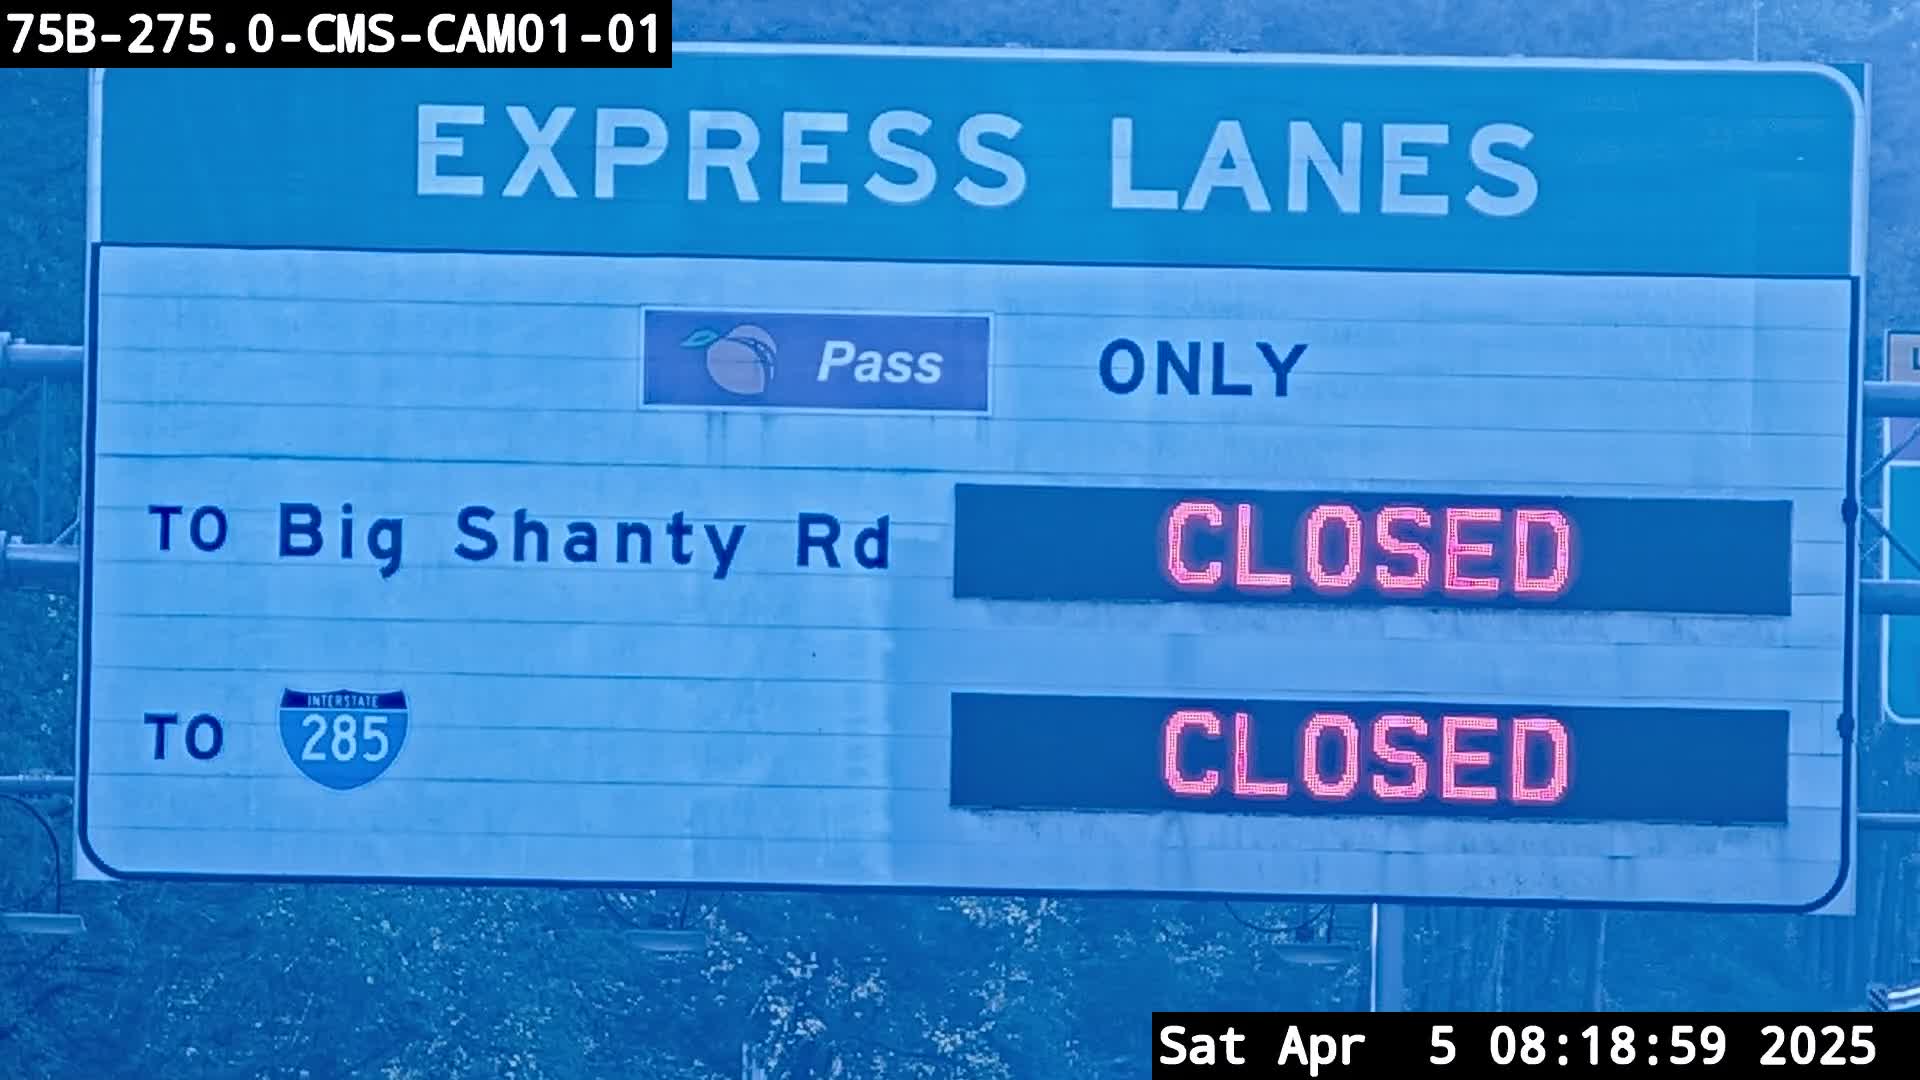 75B-275.0-CMS-CAM01-01
EXPRESS LANES
Pass ONLY
TO Big Shanty Rd CLOSED
TO INTERSTATE 285 CLOSED
Sat Apr 5 08:18:59 2025